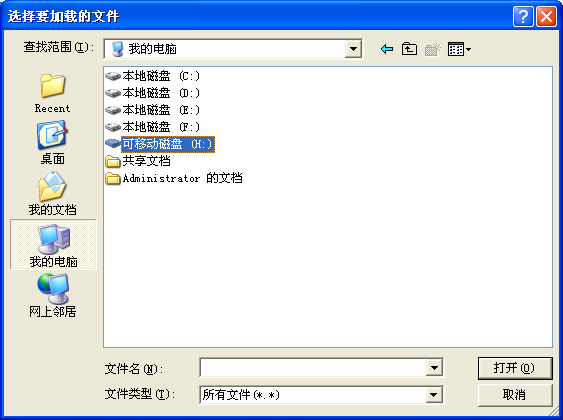 选择要加载的文件
查找范围(I):
我的电脑
Recent
桌面
我的文档
我的电脑
网上邻居
本地磁盘 (C:)
本地磁盘 (D:)
本地磁盘 (E:)
本地磁盘 (F:)
可移动磁盘 (H:)
共享文档
Administrator 的文档
文件名(N):
打开(O)
文件类型(T):
所有文件(*.*)
取消